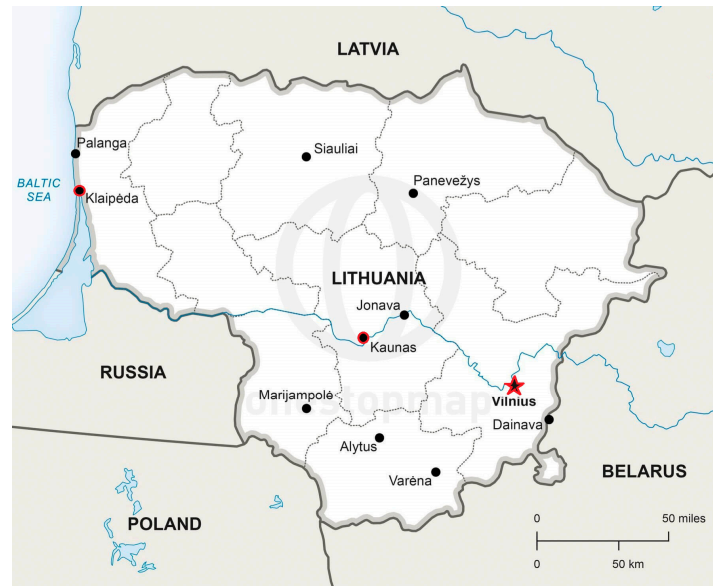 LATVIA
Palanga
Siauliai
BALTIC
SEA
Klaipėda
Panevežys
LITHUANIA
Jonava
Kaunas
RUSSIA
Marijampolė
onestopmap
Vilnius
Dainava
Alytus
Varėna
BELARUS
POLAND
0
50 miles
0
50 km